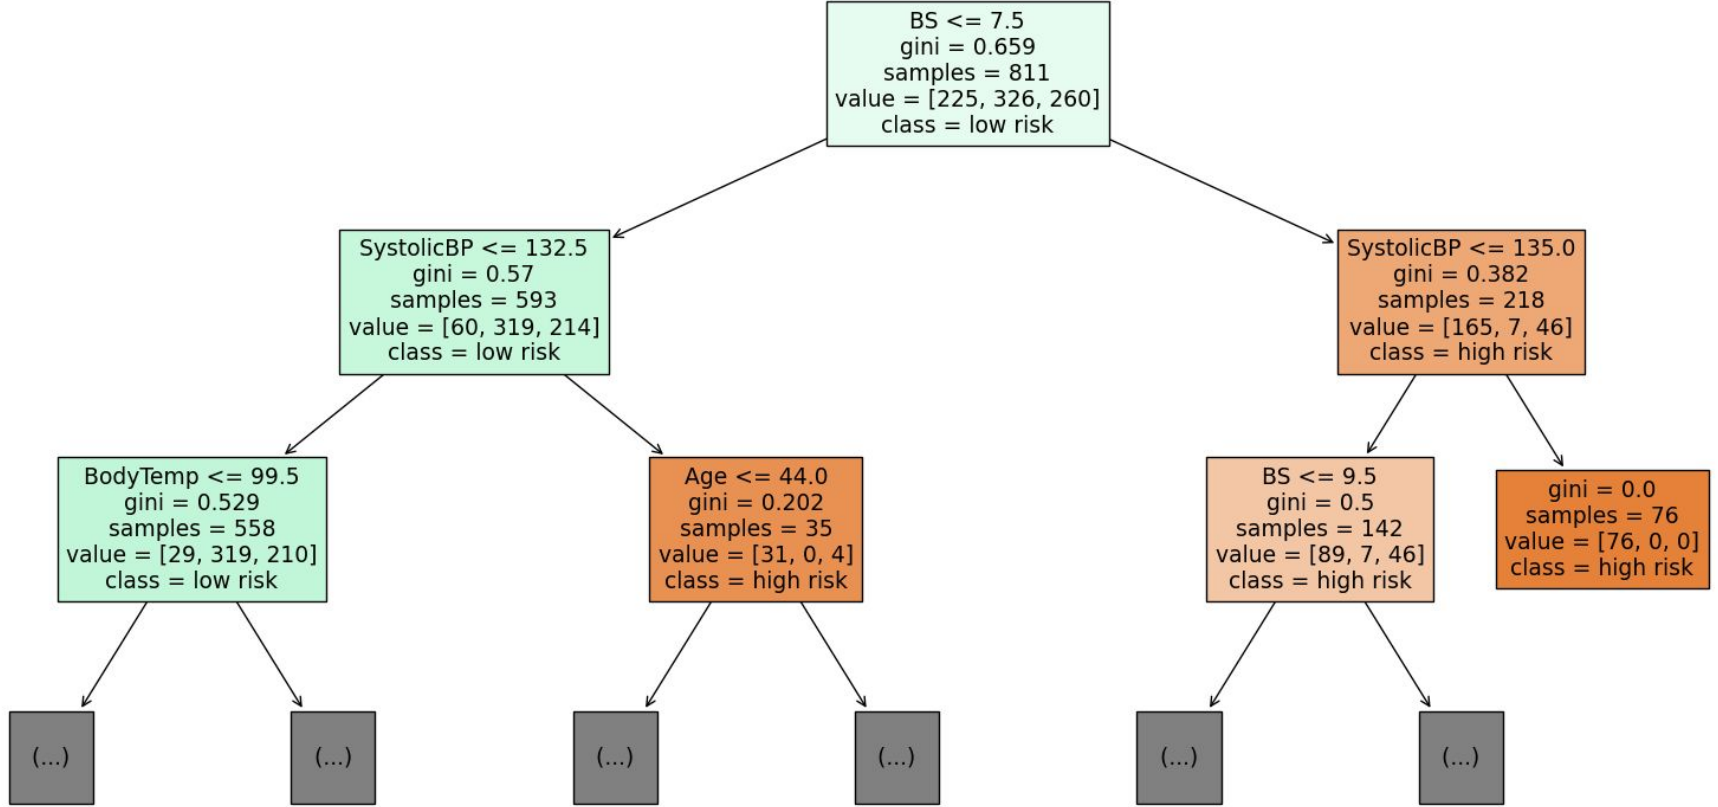 BS <= 7.5
gini = 0.659
samples = 811
value = [225, 326, 260]
class = low risk
SystolicBP <= 132.5
gini = 0.57
samples = 593
value = [60, 319, 214]
class = low risk
SystolicBP <= 135.0
gini = 0.382
samples = 218
value = [165, 7, 46]
class = high risk
BodyTemp <= 99.5
gini = 0.529
samples = 558
value = [29, 319, 210]
class = low risk
Age <= 44.0
gini = 0.202
samples = 35
value = [31, 0, 4]
class = high risk
BS <= 9.5
gini = 0.5
samples = 142
value = [89, 7, 46]
class = high risk
gini = 0.0
samples = 76
value = [76, 0, 0]
class = high risk
(...)
(...)
(...)
(...)
(...)
(...)